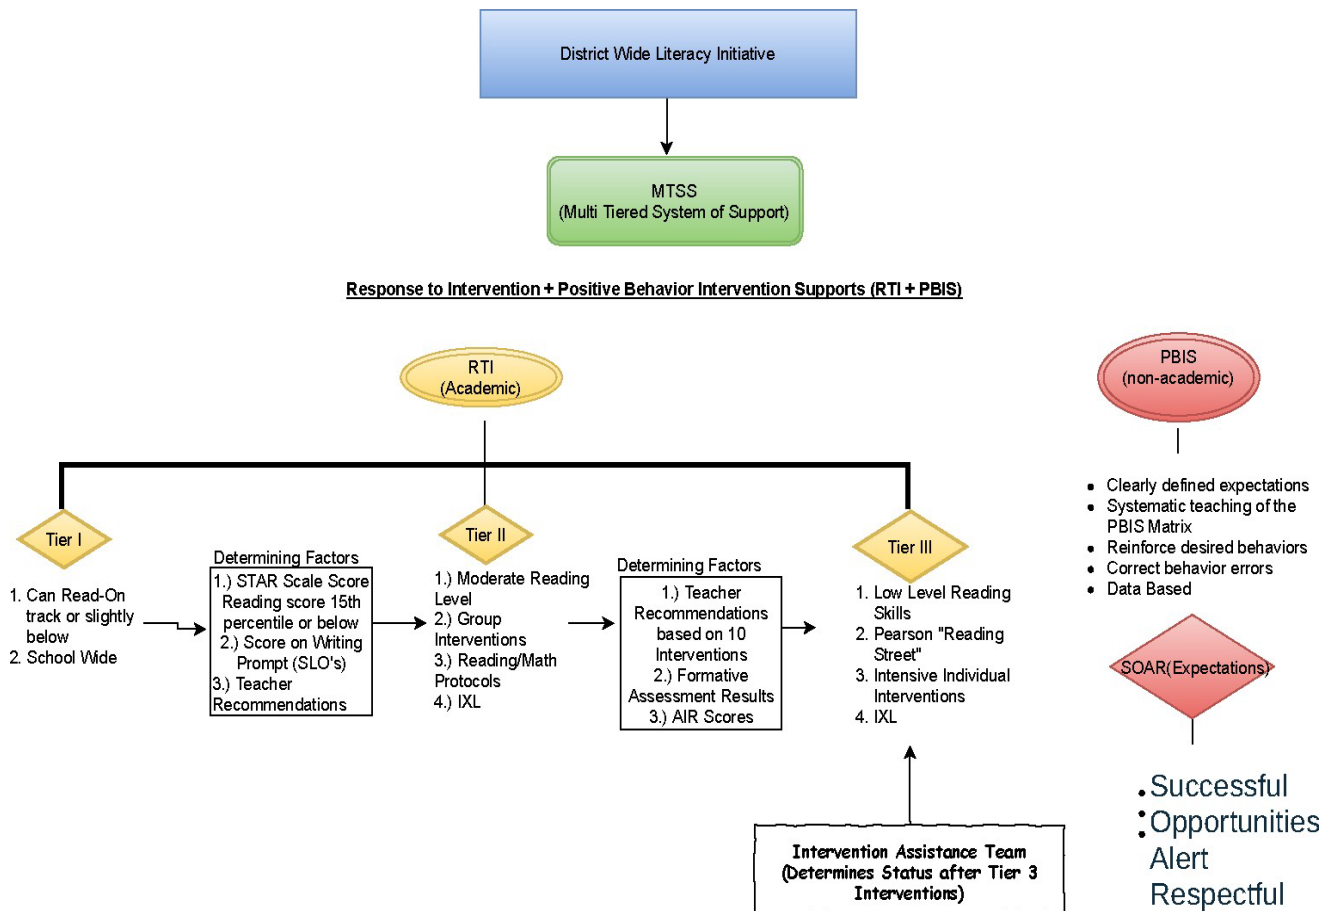 District Wide Literacy Initiative
MTSS
(Multi Tiered System of Support)
Response to Intervention + Positive Behavior Intervention Supports (RTI + PBIS)
RTI
(Academic)
PBIS
(non-academic)
Tier I
1. Can Read-On
track or slightly
below
2. School Wide
Determining Factors
1.) STAR Scale Score
Reading score 15th
percentile or below
2.) Score on Writing
Prompt (SLO's)
3.) Teacher
Recommendations
Tier II
1.) Moderate Reading
Level
2.) Group
Interventions
3.) Reading/Math
Protocols
4.) IXL
Determining Factors
1.) Teacher
Recommendations
based on 10
Interventions
2.) Formative
Assessment Results
3.) AIR Scores
Tier III
1. Low Level Reading
Skills
2. Pearson "Reading
Street"
3. Intensive Individual
Interventions
4. IXL
Intervention Assistance Team
(Determines Status after Tier 3
Interventions)
• Clearly defined expectations
• Systematic teaching of the
PBIS Matrix
• Reinforce desired behaviors
• Correct behavior errors
• Data Based
SOAR(Expectations)
• Successful
• Opportunities
Alert
Respectful